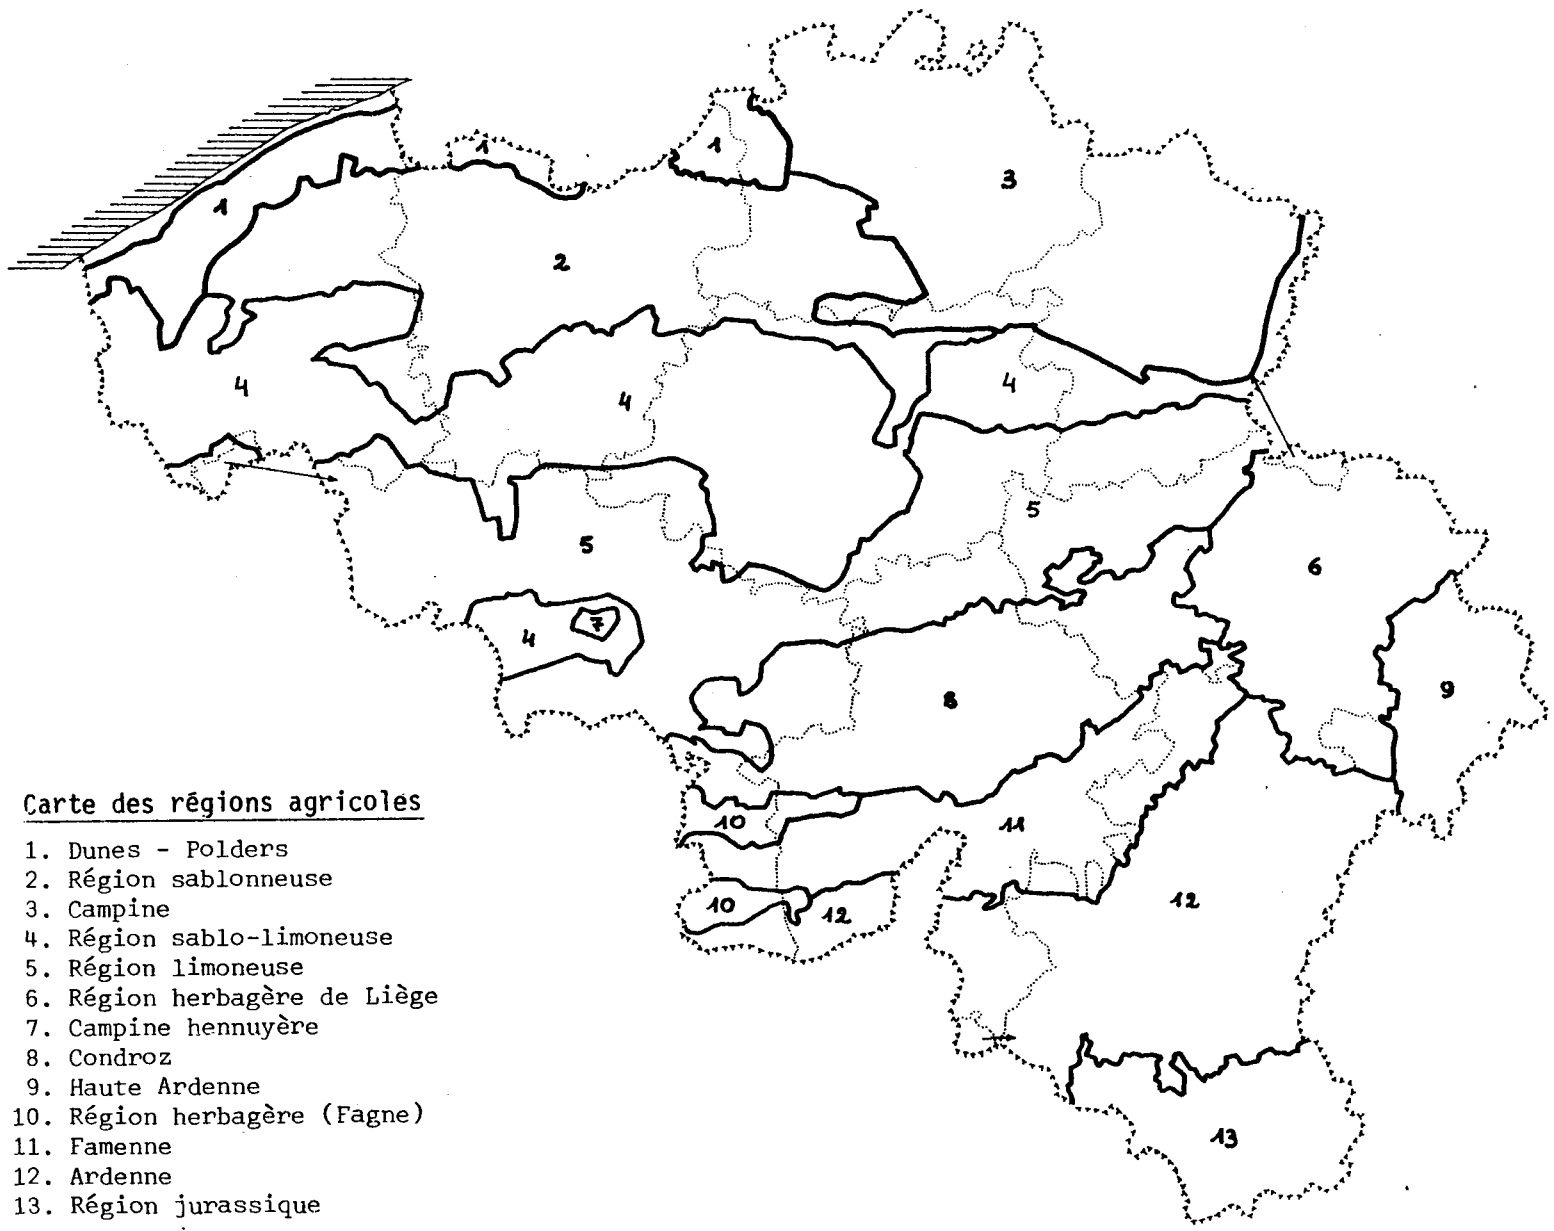 1
1
3
1
2
4
4
4
5
5
6
4
7
8
9
10
11
10
12
12
13
Carte des régions agricoles
1. Dunes - Polders
2. Région sablonneuse
3. Campine
4. Région sablo-limoneuse
5. Région limoneuse
6. Région herbagère de Liège
7. Campine hennuyère
8. Condroz
9. Haute Ardenne
10. Région herbagère (Fagne)
11. Famenne
12. Ardenne
13. Région jurassique